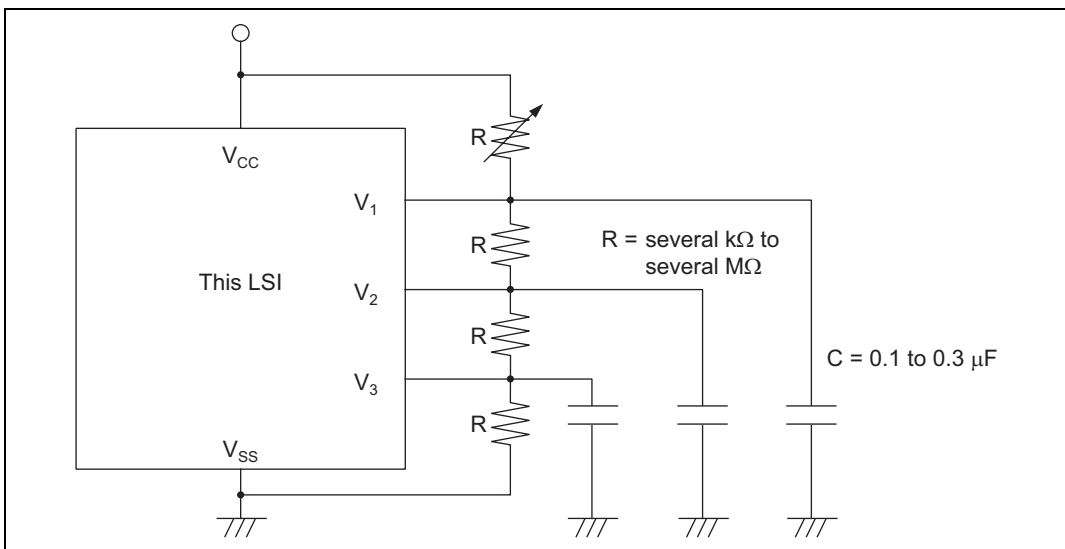 R
V_CC
V_1
R
R = several kΩ to
several MΩ
This LSI
V_2
R
C = 0.1 to 0.3 μF
V_3
R
V_SS